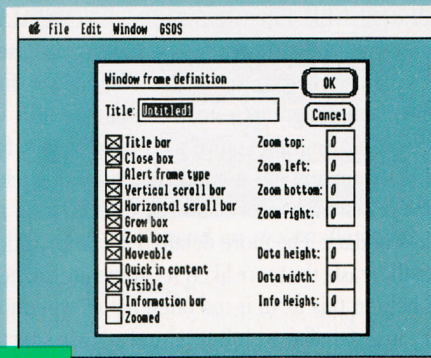 File Edit Window GSOS
Window frame definition
OK
Title: Untitled1
Cancel
Title bar
Close box
Alert frame type
Vertical scroll bar
Horizontal scroll bar
Grow box
Zoom box
Moveable
Quick in content
Visible
Information bar
Zoomed
Zoom top: 0
Zoom left: 0
Zoom bottom: 0
Zoom right: 0
Data height: 0
Data width: 0
Info Height: 0